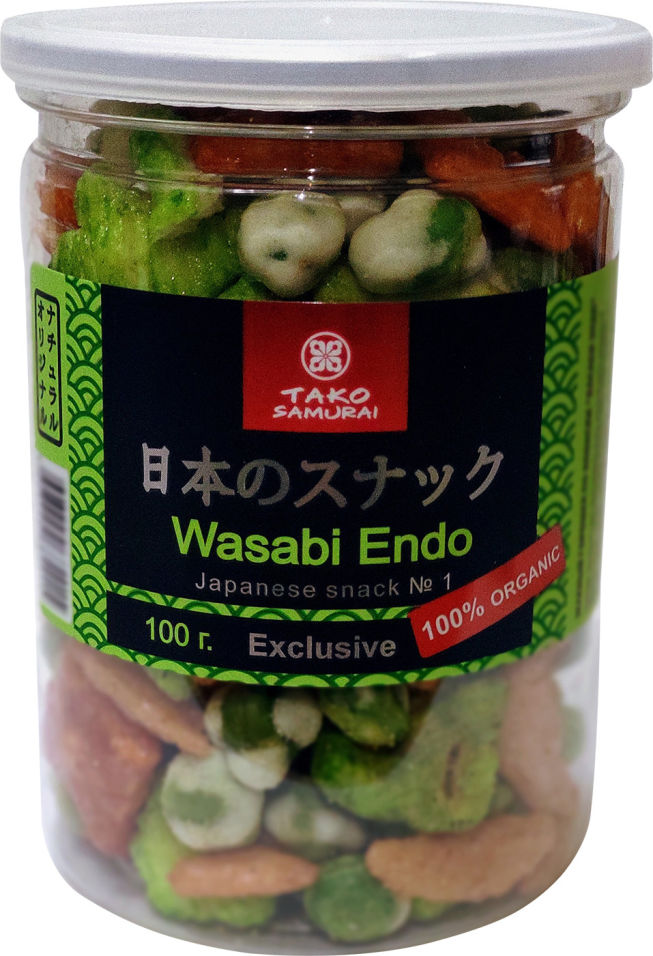 ナチュラル
オリジナル
TAKO
SAMURAI
日本のスナック
Wasabi Endo
Japanese snack № 1
100% ORGANIC
100 г.
Exclusive